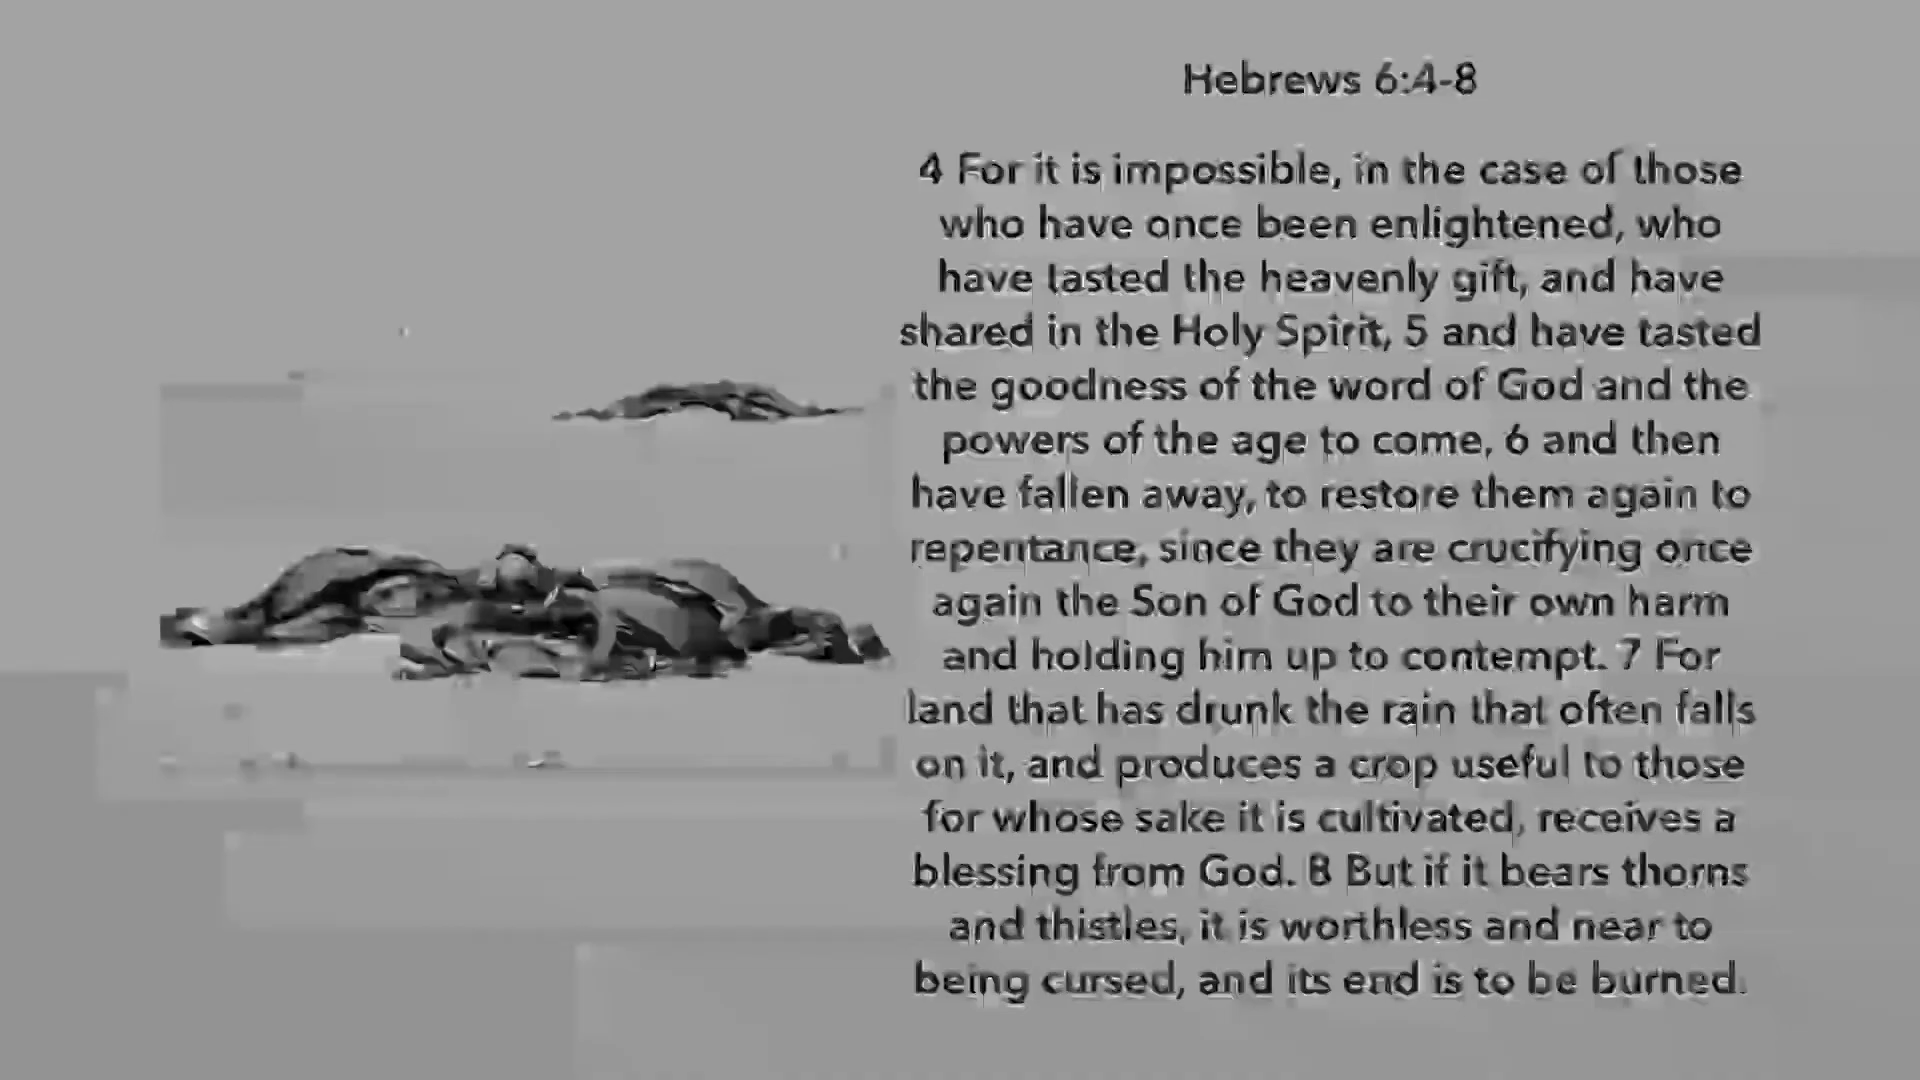 Hebrews 6:4-8
4 For it is impossible, in the case of those
who have once been enlightened, who
have tasted the heavenly gift, and have
shared in the Holy Spirit, 5 and have tasted
the goodness of the word of God and the
powers of the age to come, 6 and then
have fallen away, to restore them again to
repentance, since they are crucifying once
again the Son of God to their own harm
and holding him up to contempt. 7 For
land that has drunk the rain that often falls
on it, and produces a crop useful to those
for whose sake it is cultivated, receives a
blessing from God. 8 But if it bears thorns
and thistles, it is worthless and near to
being cursed, and its end is to be burned.